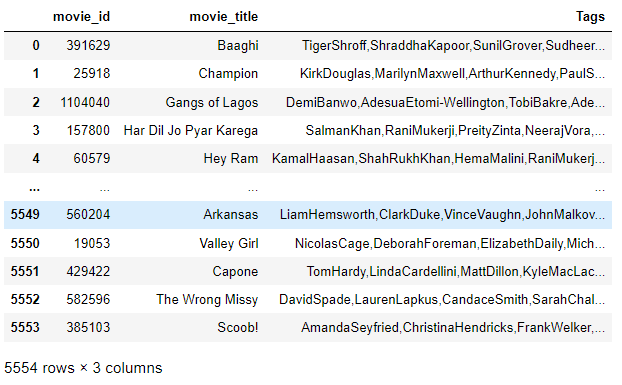 movie_id movie_title Tags
0 391629 Baaghi TigerShroff,ShraddhaKapoor,SunilGrover,Sudheer...
1 25918 Champion KirkDouglas,MarilynMaxwell,ArthurKennedy,PaulS...
2 1104040 Gangs of Lagos DemiBanwo,AdesuaEtomi-Wellington,TobiBakre,Ade...
3 157800 Har Dil Jo Pyar Karega SalmanKhan,RaniMukerji,PreityZinta,NeerajVora,...
4 60579 Hey Ram KamalHaasan,ShahRukhKhan,HemaMalini,RaniMukerj...
... ... ... ...
5549 560204 Arkansas LiamHemsworth,ClarkDuke,VinceVaughn,JohnMalkov...
5550 19053 Valley Girl NicolasCage,DeborahForeman,ElizabethDaily,Mich...
5551 429422 Capone TomHardy,LindaCardellini,MattDillon,KyleMacLac...
5552 582596 The Wrong Missy DavidSpade,LaurenLapkus,CandaceSmith,SarahChal...
5553 385103 Scoob! AmandaSeyfried,ChristinaHendricks,FrankWelker,...
5554 rows × 3 columns